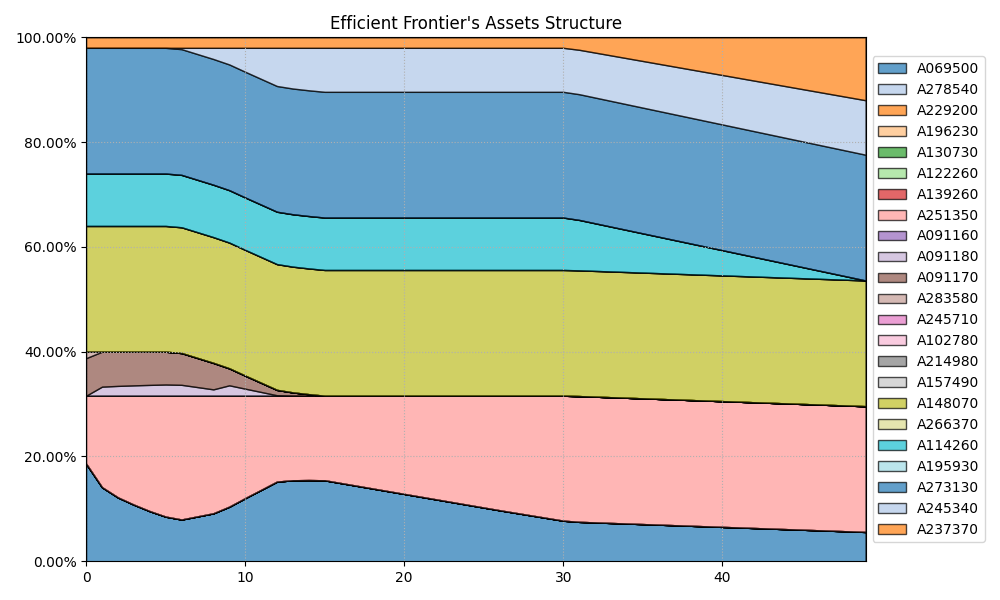 Efficient Frontier's Assets Structure
100.00%
80.00%
60.00%
40.00%
20.00%
0.00%
0
10
20
30
40
A069500
A278540
A229200
A196230
A130730
A122260
A139260
A251350
A091160
A091180
A091170
A283580
A245710
A102780
A214980
A157490
A148070
A266370
A114260
A195930
A273130
A245340
A237370